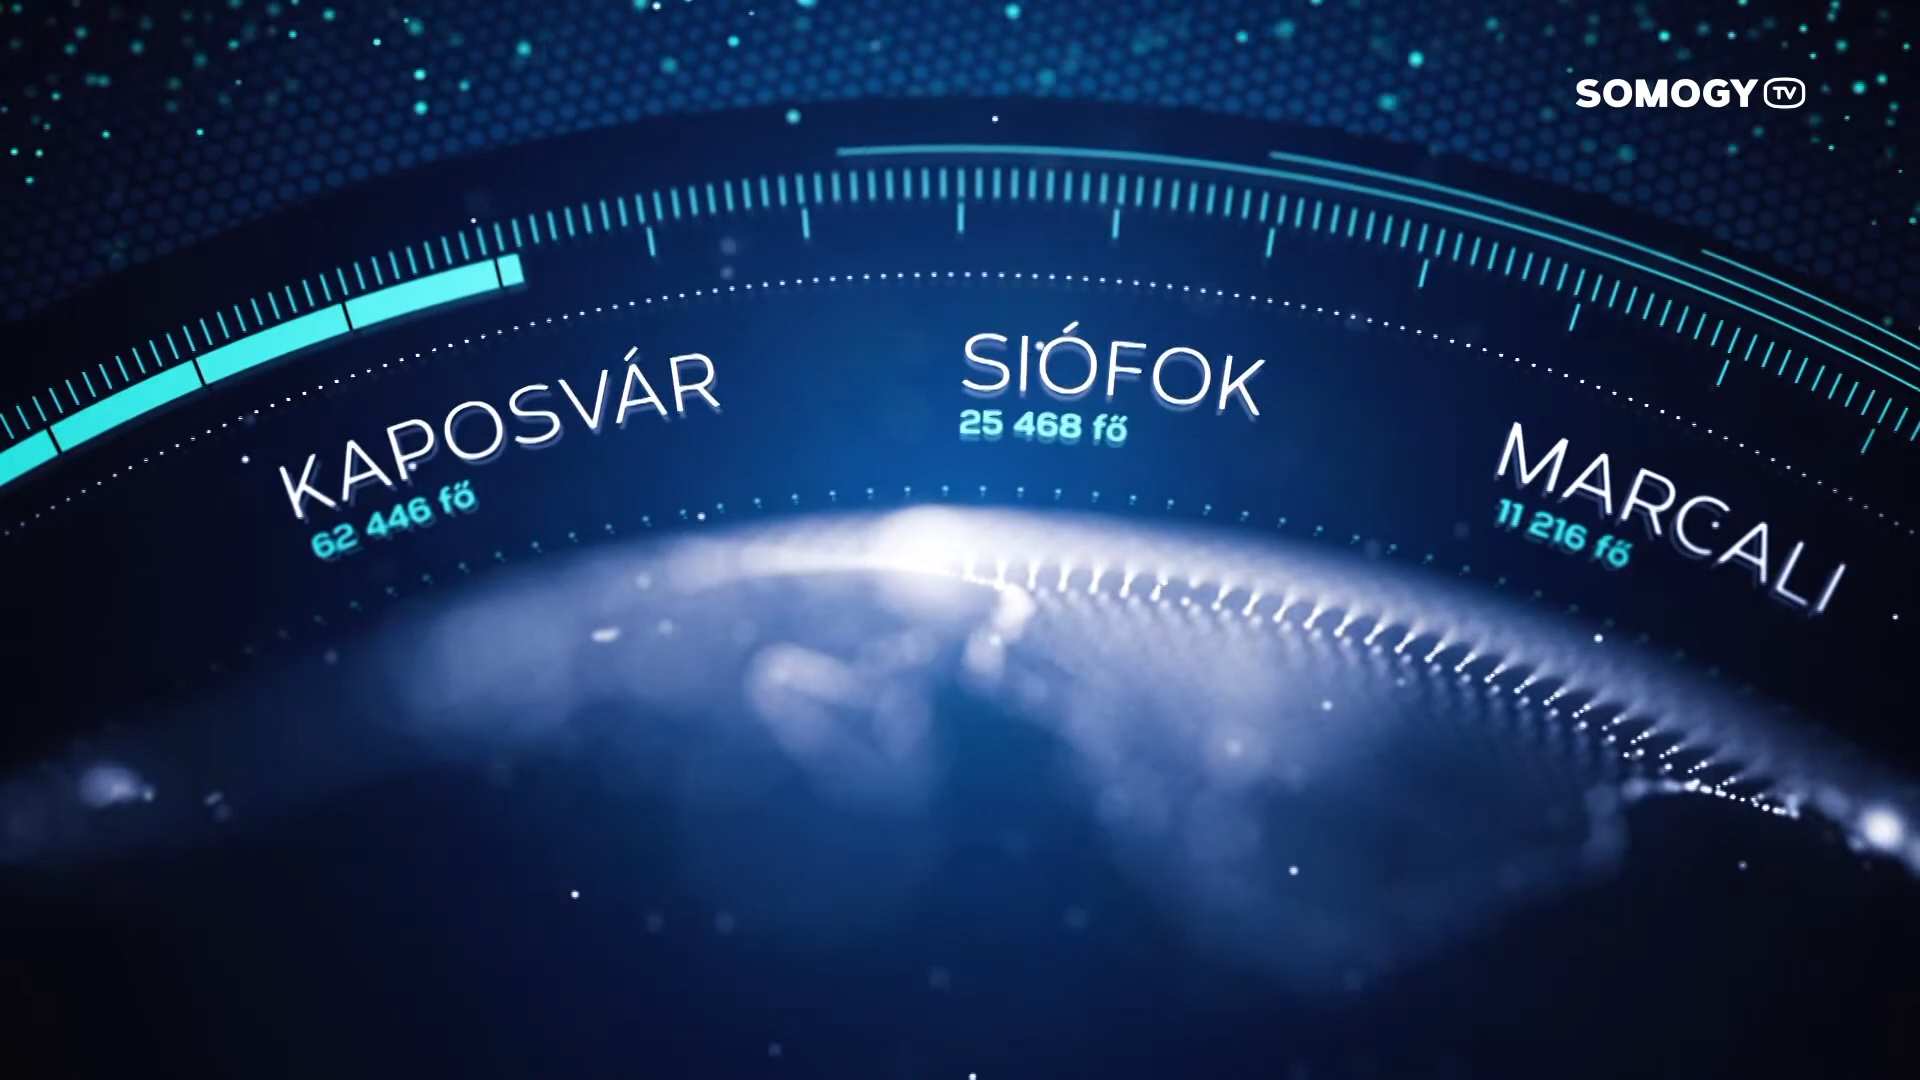 SOMOGY TV
KAPOSVÁR
62 446 fő
SIÓFOK
25 468 fő
MARCALI
11 216 fő